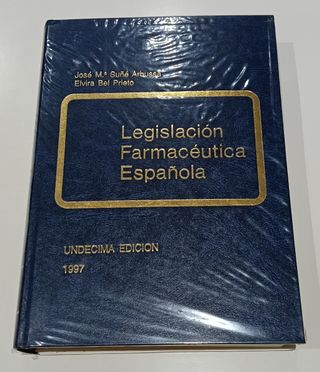 José M.ª Suñé Arbussà
Elvira Bel Prieto
Legislación
Farmacéutica
Española
UNDECIMA EDICION
1997